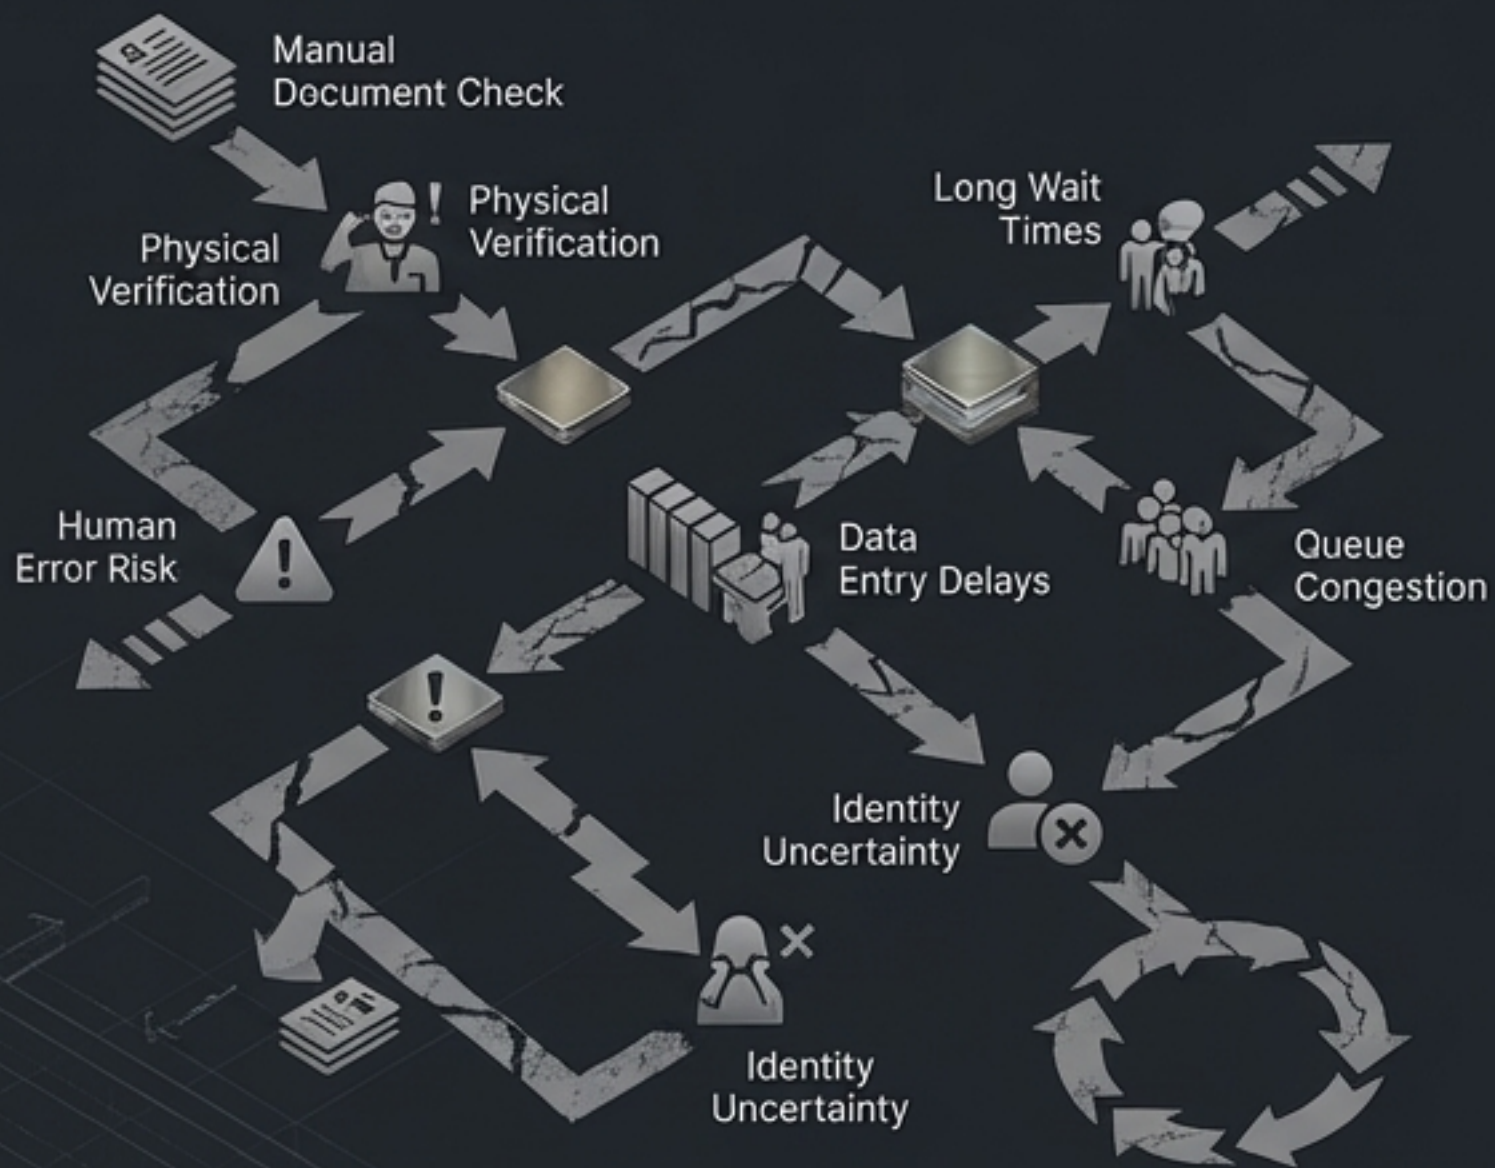 Manual
Document Check
Physical
Verification
Physical
Verification
Long Wait
Times
Human
Error Risk
Data
Entry Delays
Queue
Congestion
Identity
Uncertainty
Identity
Uncertainty